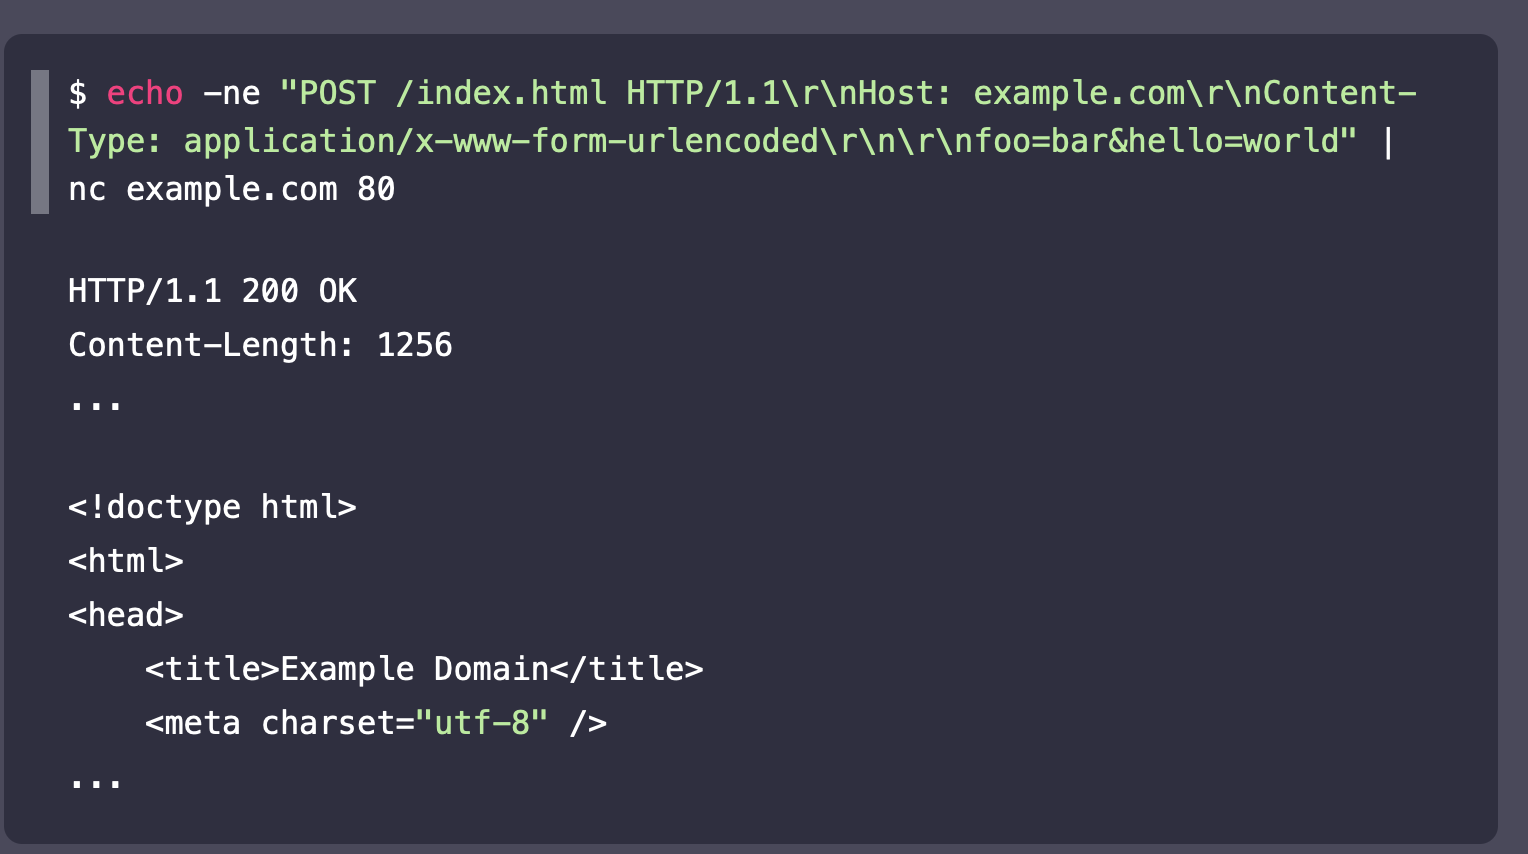 $ echo -ne "POST /index.html HTTP/1.1\r\nHost: example.com\r\nContent-
Type: application/x-www-form-urlencoded\r\n\r\nfoo=bar&hello=world" |
nc example.com 80
HTTP/1.1 200 OK
Content-Length: 1256
...
<!doctype html>
<html>
<head>
    <title>Example Domain</title>
    <meta charset="utf-8" />
...